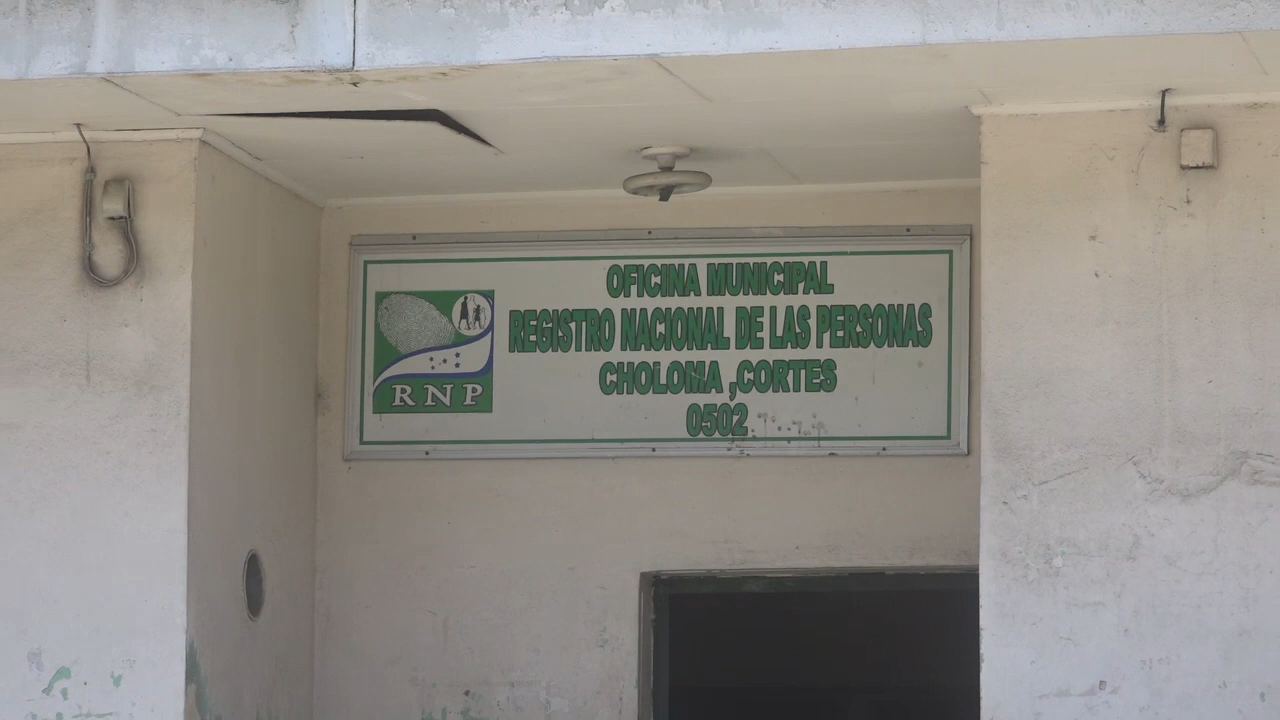 OFICINA MUNICIPAL
REGISTRO NACIONAL DE LAS PERSONAS
CHOLOMA ,CORTES
0502
RNP